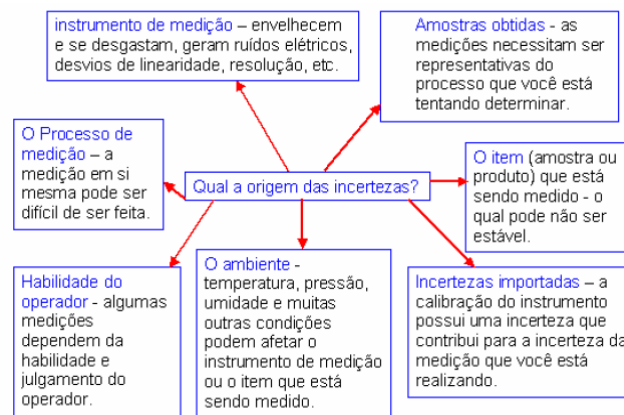 instrumento de medição – envelhecem
e se desgastam, geram ruídos elétricos,
desvios de linearidade, resolução, etc.
Amostras obtidas - as
medições necessitam ser
representativas do
processo que você está
tentando determinar.
O Processo de
medição – a
medição em si
mesma pode ser
difícil de ser feita.
Qual a origem das incertezas?
O item (amostra ou
produto) que está
sendo medido - o
qual pode não ser
estável.
Habilidade do
operador - algumas
medições
dependem da
habilidade e
julgamento do
operador.
O ambiente -
temperatura, pressão,
umidade e muitas
outras condições
podem afetar o
instrumento de medição
ou o item que está
sendo medido.
Incertezas importadas – a
calibração do instrumento
possui uma incerteza que
contribui para a incerteza da
medição que você está
realizando.